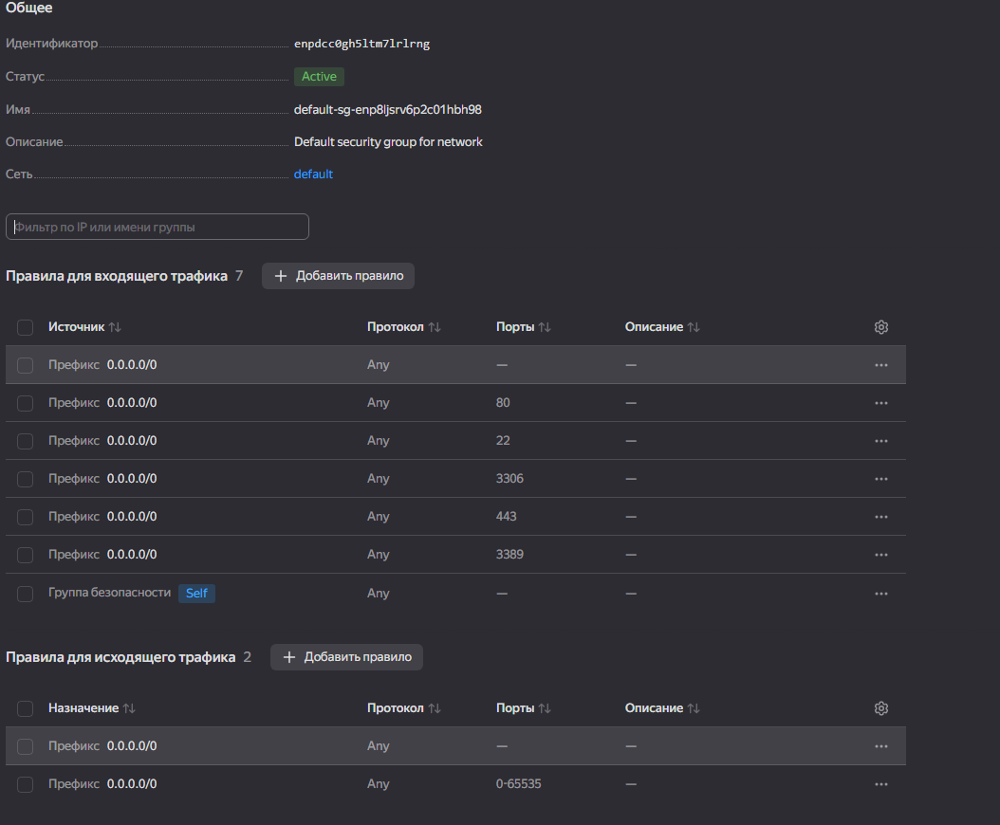 Общее
Идентификатор enpdcc0gh5ltm7lrlrng
Статус Active
Имя default-sg-enp8ljsrv6p2c01hbh98
Описание Default security group for network
Сеть default
Фильтр по IP или имени группы
Правила для входящего трафика 7 + Добавить правило
Источник Протокол Порты Описание
Префикс 0.0.0.0/0 Any — —
Префикс 0.0.0.0/0 Any 80 —
Префикс 0.0.0.0/0 Any 22 —
Префикс 0.0.0.0/0 Any 3306 —
Префикс 0.0.0.0/0 Any 443 —
Префикс 0.0.0.0/0 Any 3389 —
Группа безопасности Self Any — —
Правила для исходящего трафика 2 + Добавить правило
Назначение Протокол Порты Описание
Префикс 0.0.0.0/0 Any — —
Префикс 0.0.0.0/0 Any 0-65535 —